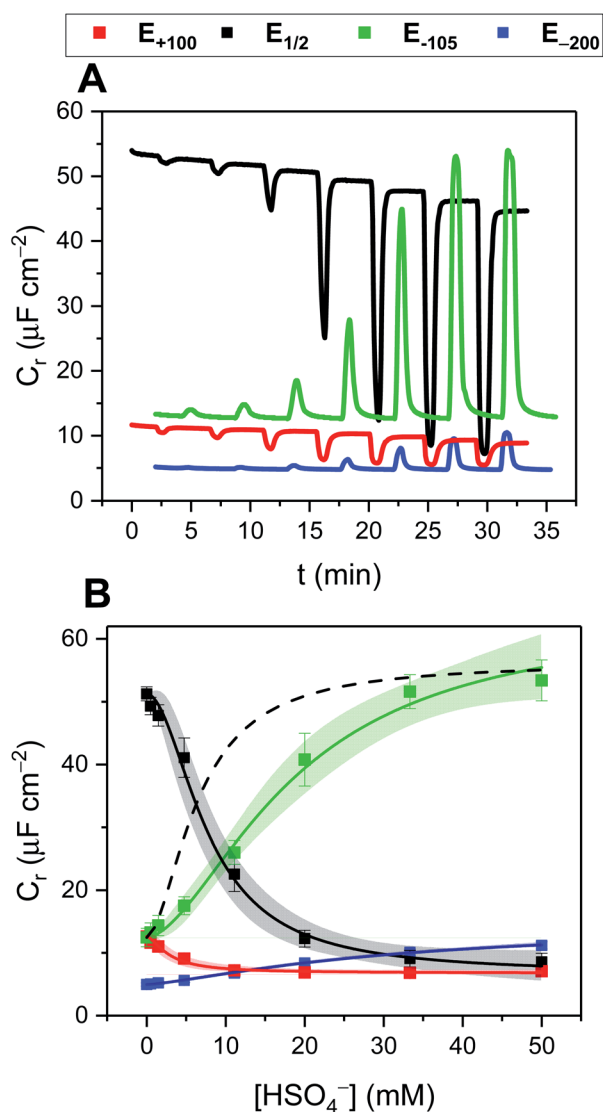 E₊₁₀₀ E₁/₂ E₋₁₀₅ E₋₂₀₀
A
60
50
40
30
20
10
0
Cᵣ (μF cm⁻²)
0 5 10 15 20 25 30 35
t (min)
B
60
40
20
0
Cᵣ (μF cm⁻²)
0 10 20 30 40 50
[HSO₄⁻] (mM)